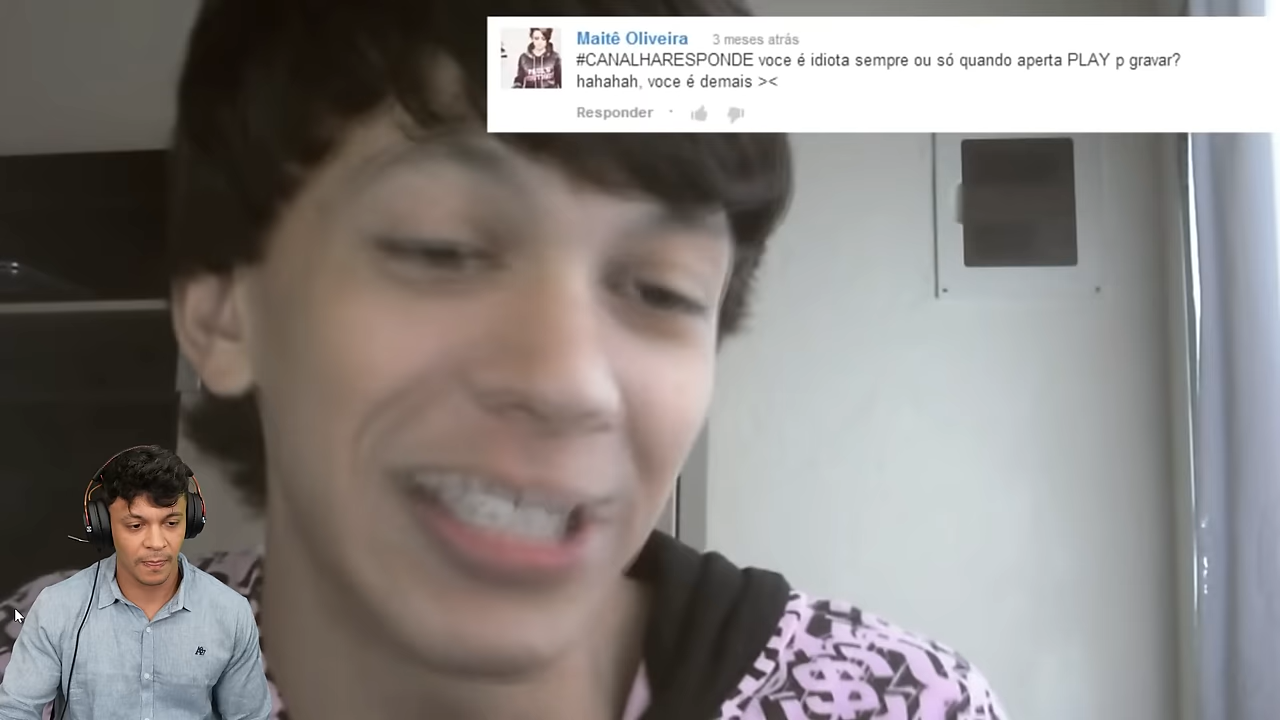 Maitê Oliveira 3 meses atrás
#CANALHARESPONDE voce é idiota sempre ou só quando aperta PLAY p gravar?
hahahah, voce é demais ><
Responder ·